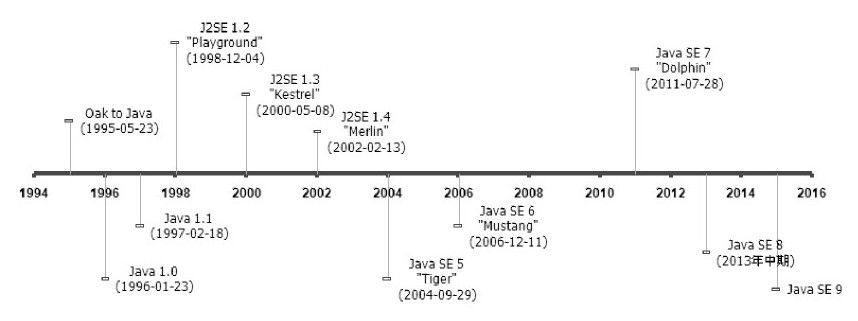 J2SE 1.2
"Playground"
(1998-12-04)
Java SE 7
"Dolphin"
(2011-07-28)
J2SE 1.3
"Kestrel"
(2000-05-08)
Oak to Java
(1995-05-23)
J2SE 1.4
"Merlin"
(2002-02-13)
1994 1996 1998 2000 2002 2004 2006 2008 2010 2012 2014 2016
Java 1.1
(1997-02-18)
Java SE 6
"Mustang"
(2006-12-11)
Java SE 8
(2013年中期)
Java 1.0
(1996-01-23)
Java SE 5
"Tiger"
(2004-09-29)
Java SE 9